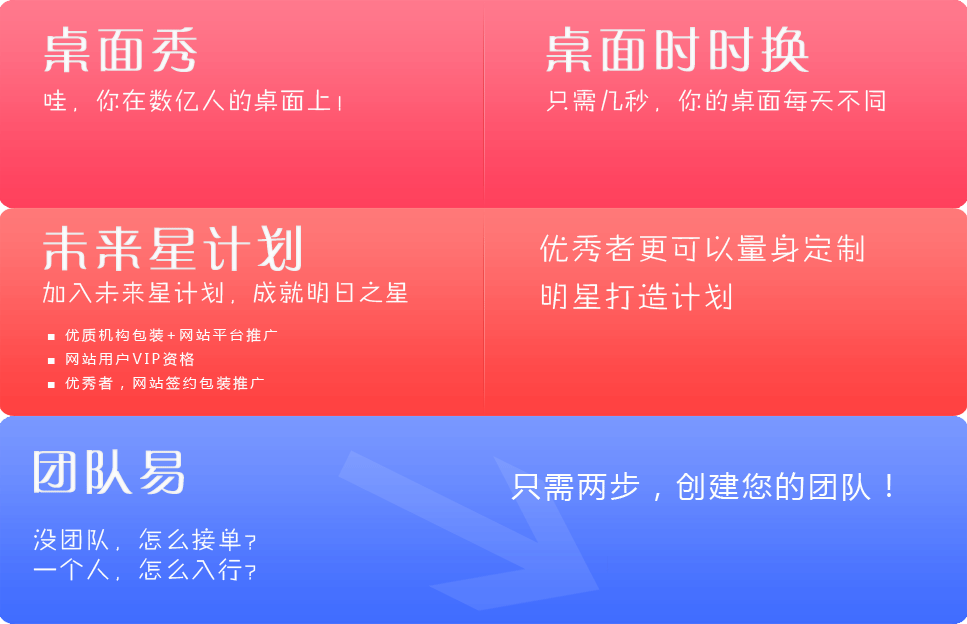 桌面秀
哇，你在数亿人的桌面上！
桌面时时换
只需几秒，你的桌面每天不同
未来星计划
加入未来星计划，成就明日之星
优质机构包装+网站平台推广
网站用户VIP资格
优秀者，网站签约包装推广
优秀者更可以量身定制
明星打造计划
团队易
没团队，怎么接单?
一个人，怎么入行?
只需两步，创建您的团队！